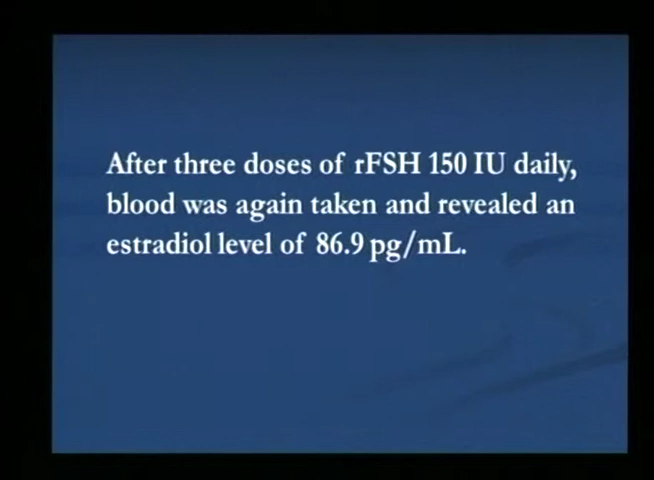 After three doses of rFSH 150 IU daily,
blood was again taken and revealed an
estradiol level of 86.9 pg/mL.